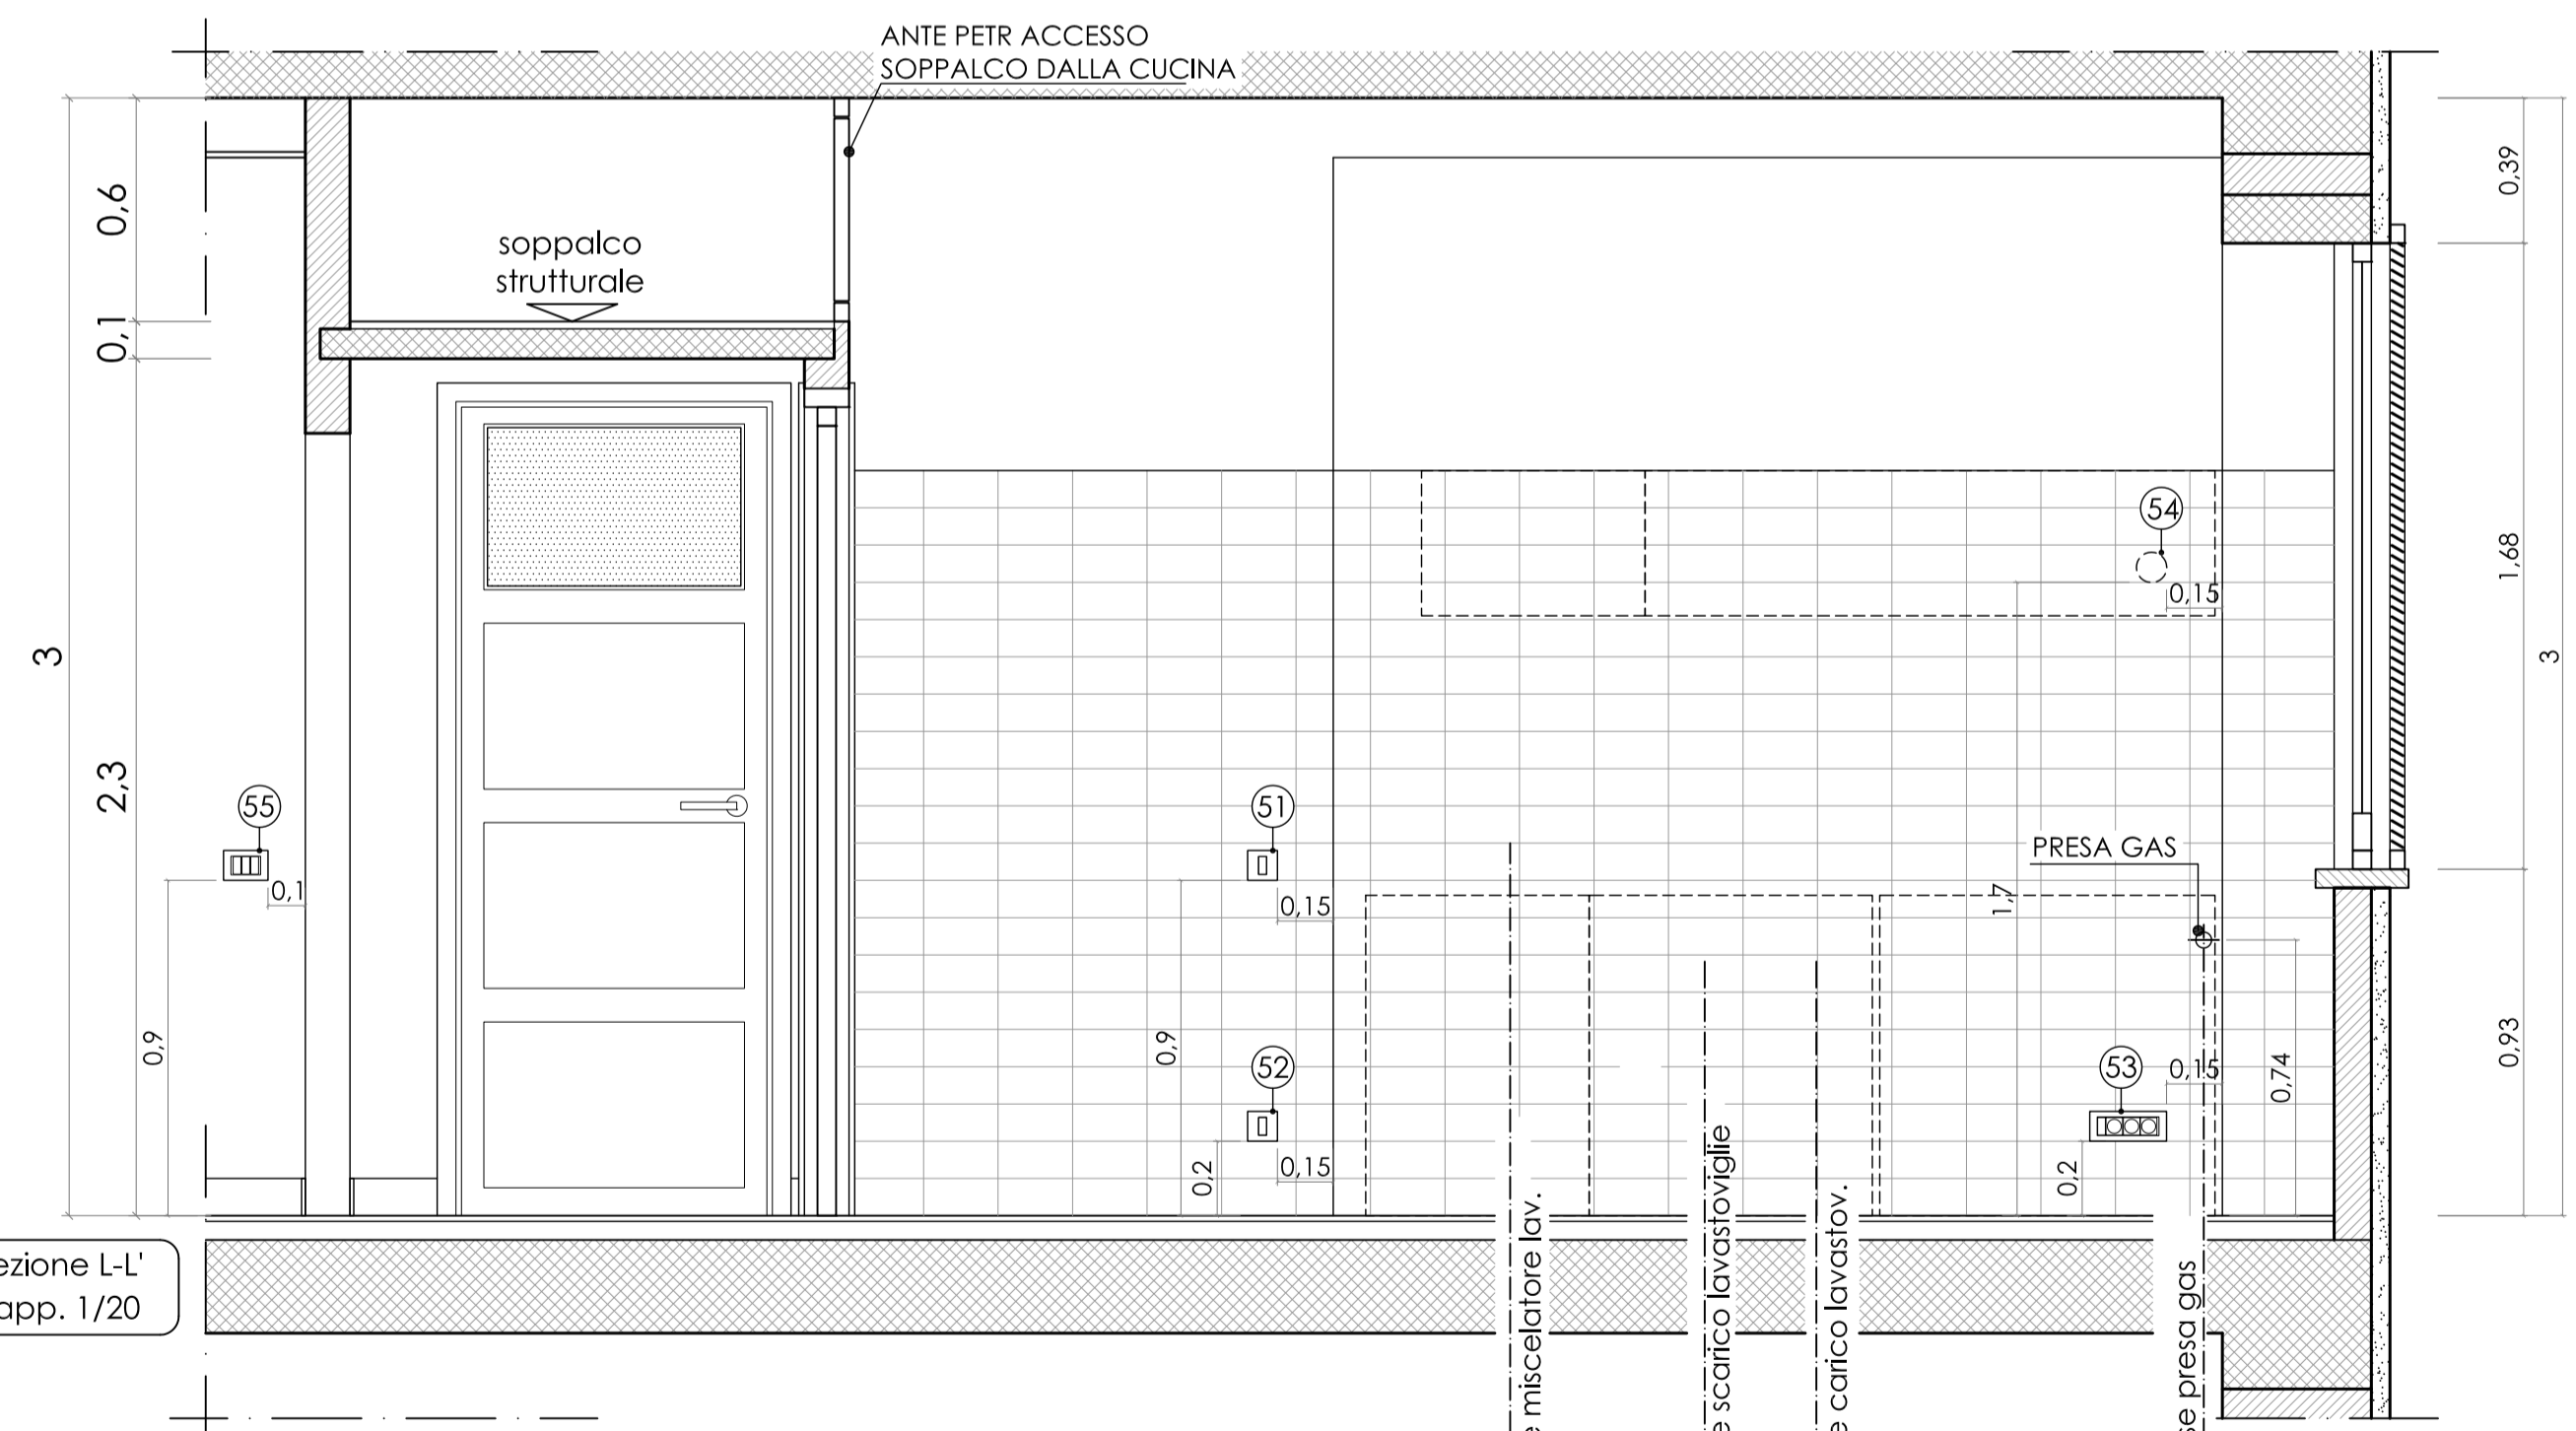 ANTE PETR ACCESSO
SOPPALCO DALLA CUCINA
0,39
0,6
soppalco
strutturale
0,1
54
1,68
0,15
3
3
2,3
55
51
PRESA GAS
0,1
1,7
0,15
0,9
0,9
52
53
0,15
0,74
0,93
0,2
0,15
0,2
ezione L-L'
app. 1/20
e miscelatore lav.
e scarico lavastoviglie
e carico lavastov.
se presa gas